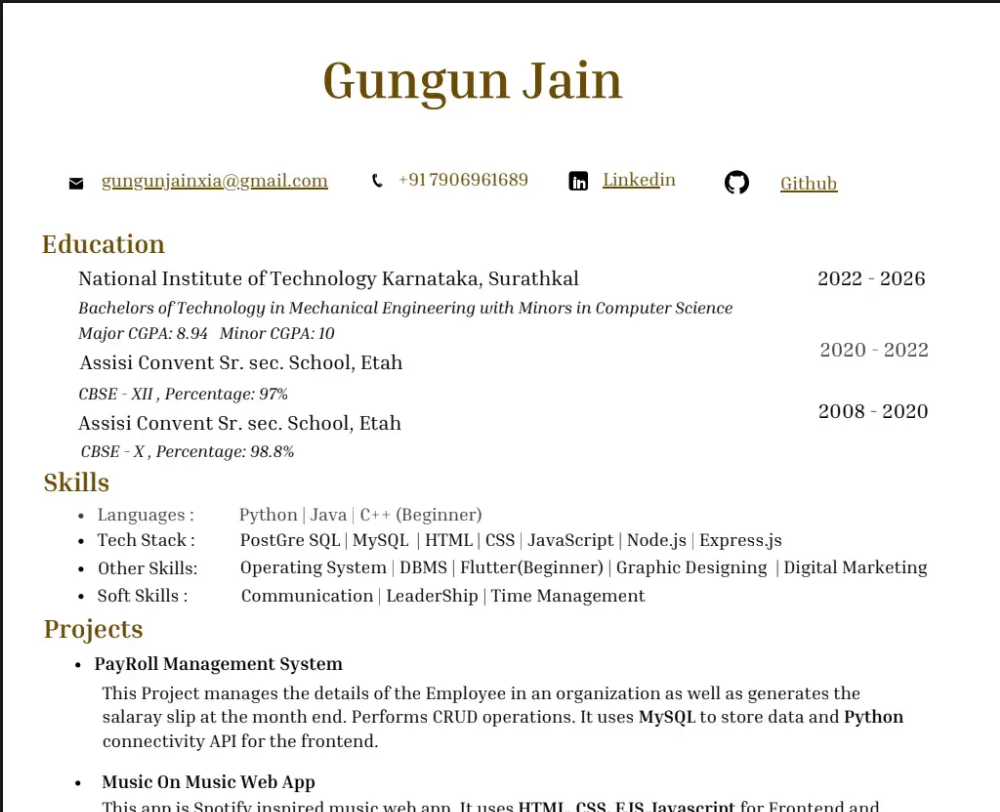 Gungun Jain
gungunjainxia@gmail.com +917906961689 Linkedin Github
Education
National Institute of Technology Karnataka, Surathkal 2022 - 2026
Bachelors of Technology in Mechanical Engineering with Minors in Computer Science
Major CGPA: 8.94 Minor CGPA: 10
Assisi Convent Sr. sec. School, Etah 2020 - 2022
CBSE - XII , Percentage: 97%
Assisi Convent Sr. sec. School, Etah 2008 - 2020
CBSE - X , Percentage: 98.8%
Skills
• Languages : Python | Java | C++ (Beginner)
• Tech Stack : PostGre SQL | MySQL | HTML | CSS | JavaScript | Node.js | Express.js
• Other Skills: Operating System | DBMS | Flutter(Beginner) | Graphic Designing | Digital Marketing
• Soft Skills : Communication | LeaderShip | Time Management
Projects
• PayRoll Management System
This Project manages the details of the Employee in an organization as well as generates the
salaray slip at the month end. Performs CRUD operations. It uses MySQL to store data and Python
connectivity API for the frontend.
• Music On Music Web App
This app is Spotify inspired music web app. It uses HTML, CSS, EJS, Javascript for Frontend and